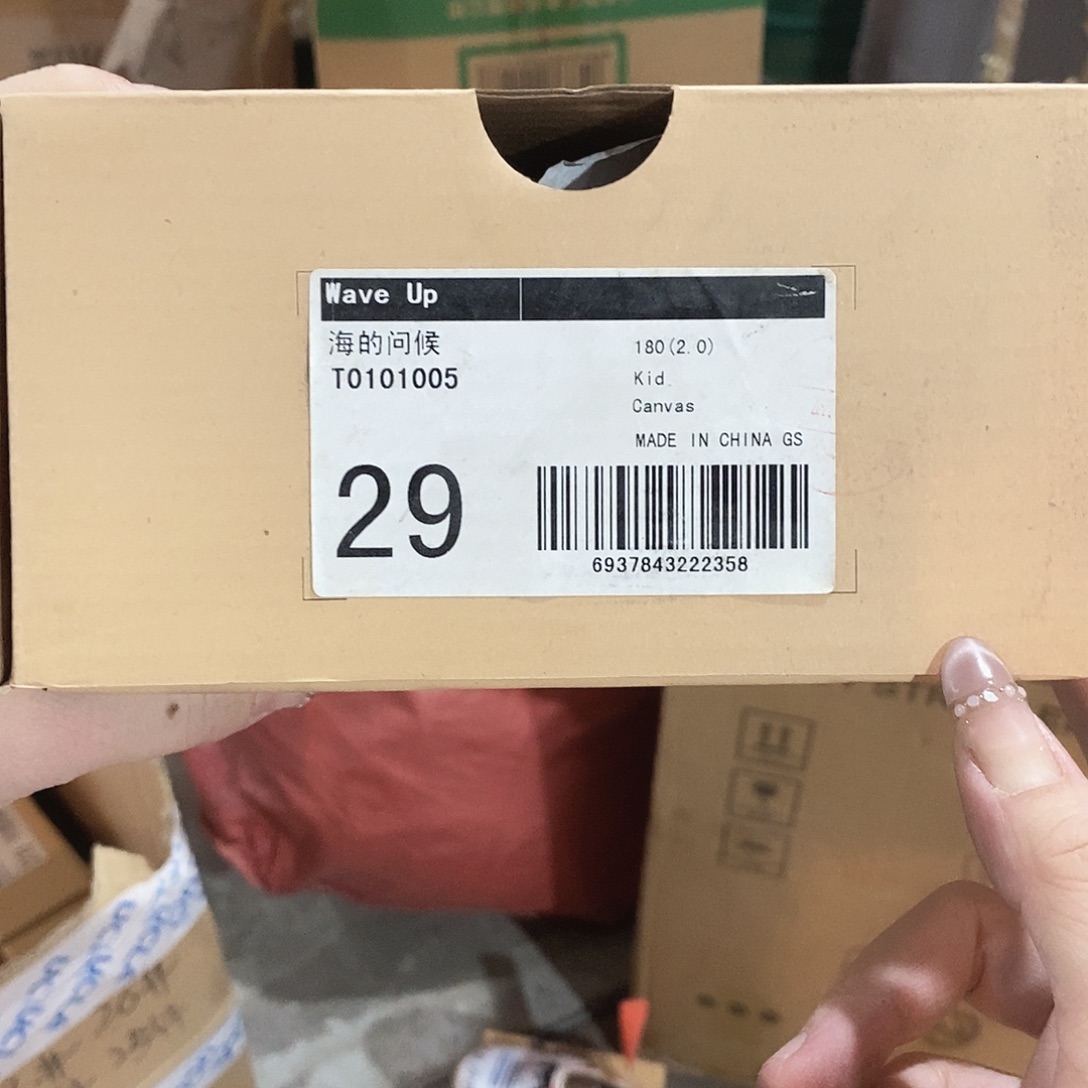 Wave Up
海的问候
T0101005
180(2.0)
Kid
Canvas
MADE IN CHINA GS
29
6937843222358